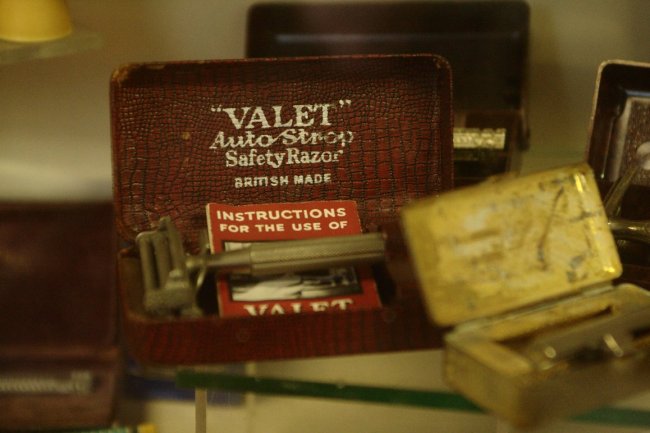 "VALET"
Auto-Strop
Safety Razor
BRITISH MADE
INSTRUCTIONS
FOR THE USE OF
VALET